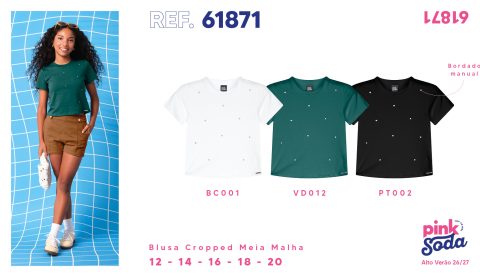 REF. 61871
61871
Bordado
manual
BC001
VD012
PT002
Blusa Cropped Meia Malha
12 - 14 - 16 - 18 - 20
pink
Soda
Alto Verão 26/27